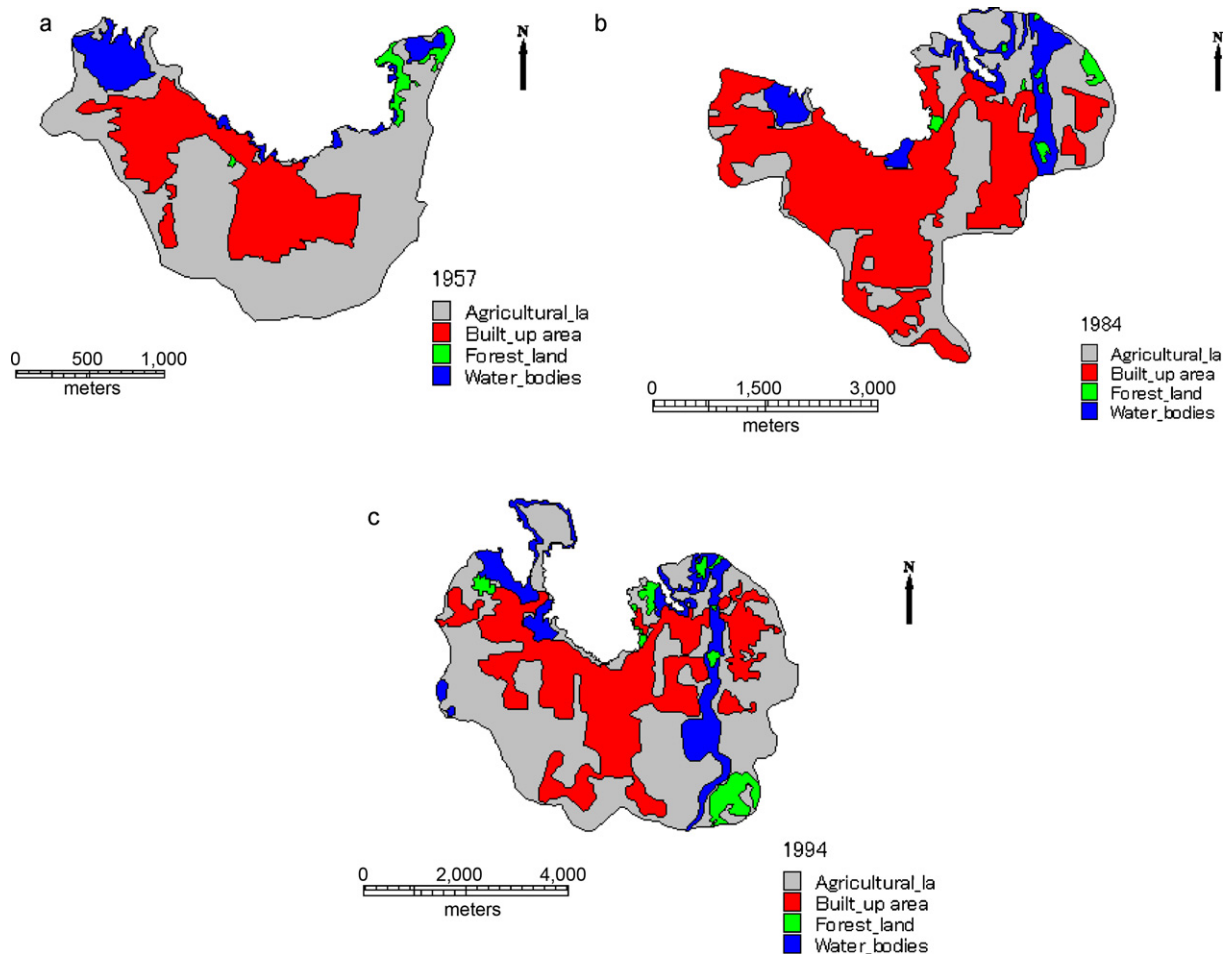 a
N
1957
Agricultural_la
Built_up area
Forest_land
Water_bodies
0 500 1,000
meters
b
N
1984
Agricultural_la
Built_up area
Forest_land
Water_bodies
0 1,500 3,000
meters
c
N
1994
Agricultural_la
Built_up area
Forest_land
Water_bodies
0 2,000 4,000
meters